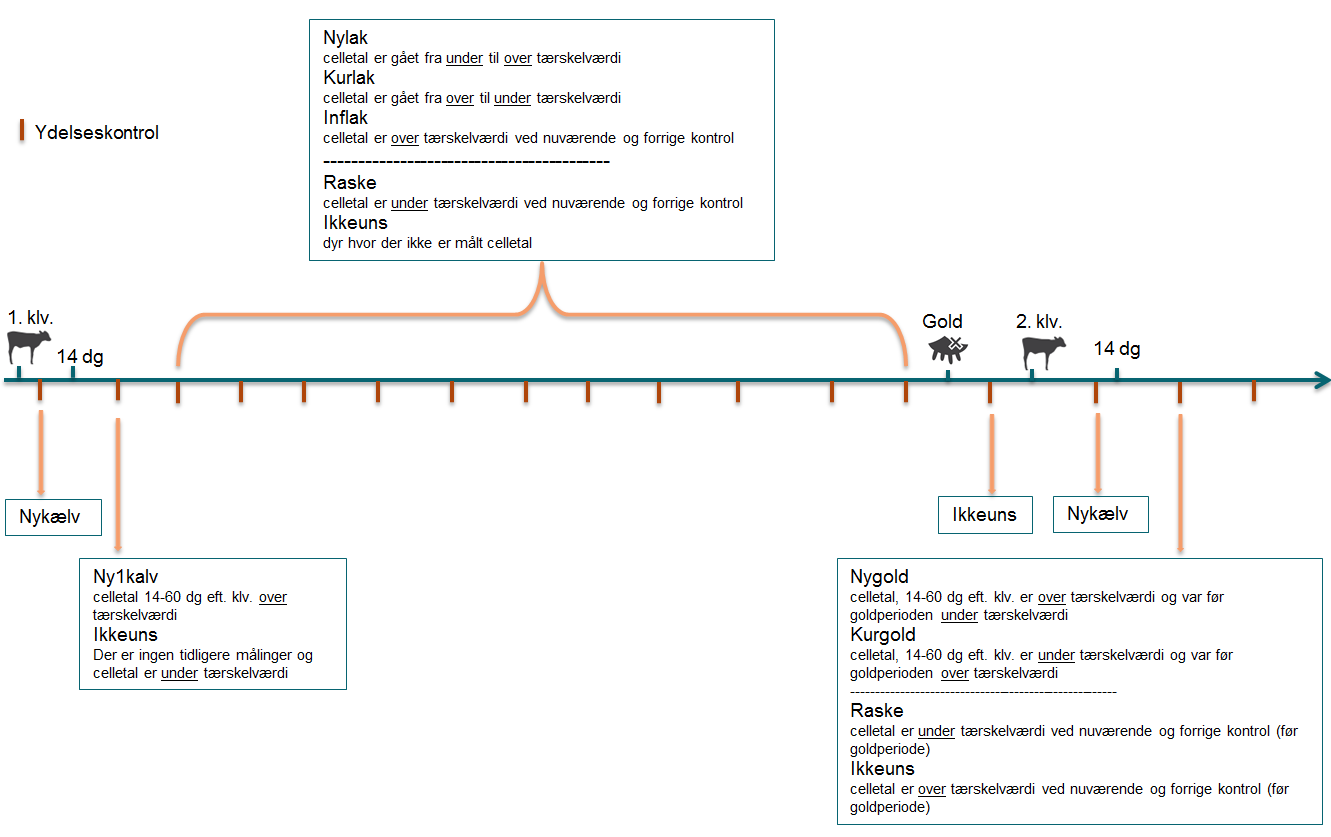 Nylak
celletal er gået fra under til over tærskelværdi
Kurlak
celletal er gået fra over til under tærskelværdi
Inflak
celletal er over tærskelværdi ved nuværende og forrige kontrol
-----------------------------------------
Raske
celletal er under tærskelværdi ved nuværende og forrige kontrol
Ikkeuns
dyr hvor der ikke er målt celletal
Ydelseskontrol
1. klv.
14 dg
Gold
2. klv.
14 dg
Nykælv
Ikkeuns
Nykælv
Ny1kalv
celletal 14-60 dg eft. klv. over
tærskelværdi
Ikkeuns
Der er ingen tidligere målinger og
celletal er under tærskelværdi
Nygold
celletal, 14-60 dg eft. klv. er over tærskelværdi og var før
goldperioden under tærskelværdi
Kurgold
celletal, 14-60 dg eft. klv. er under tærskelværdi og var før
goldperioden over tærskelværdi
-----------------------------------------------------
Raske
celletal er under tærskelværdi ved nuværende og forrige kontrol (før
goldperiode)
Ikkeuns
celletal er over tærskelværdi ved nuværende og forrige kontrol (før
goldperiode)